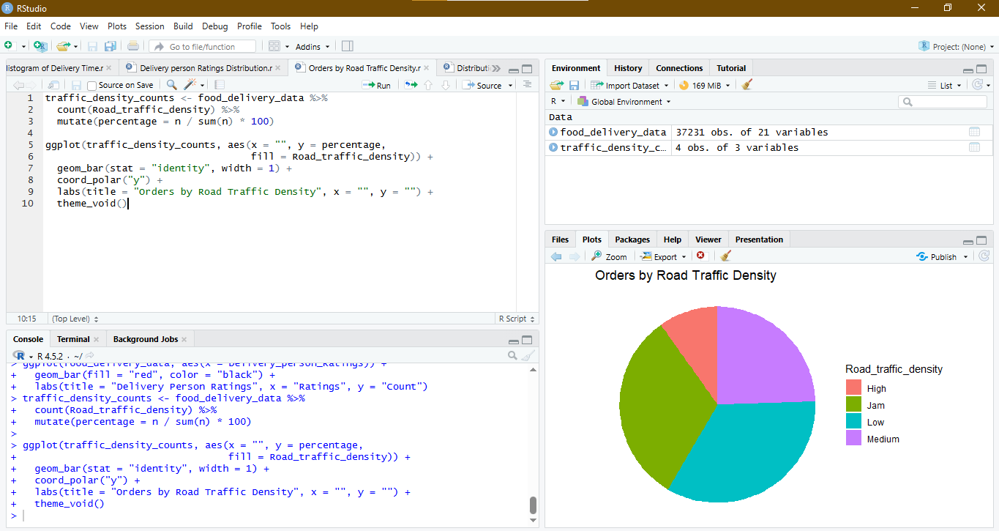 RStudio
File Edit Code View Plots Session Build Debug Profile Tools Help
Go to file/function Addins Project: (None)
istogram of Delivery Time.r Delivery person Ratings Distribution.r Orders by Road Traffic Density.r Distributi
Source on Save Run Source
1 traffic_density_counts <- food_delivery_data %>%
2 count(Road_traffic_density) %>%
3 mutate(percentage = n / sum(n) * 100)
4
5 ggplot(traffic_density_counts, aes(x = "", y = percentage,
6 fill = Road_traffic_density)) +
7 geom_bar(stat = "identity", width = 1) +
8 coord_polar("y") +
9 labs(title = "Orders by Road Traffic Density", x = "", y = "") +
10 theme_void()
10:15 (Top Level) R Script
Console Terminal Background Jobs
R 4.5.2 · ~/
> ggplot(food_delivery_data, aes(x = Delivery_person_Ratings)) +
+ geom_bar(fill = "red", color = "black") +
+ labs(title = "Delivery Person Ratings", x = "Ratings", y = "Count")
> traffic_density_counts <- food_delivery_data %>%
+ count(Road_traffic_density) %>%
+ mutate(percentage = n / sum(n) * 100)
>
> ggplot(traffic_density_counts, aes(x = "", y = percentage,
+ fill = Road_traffic_density)) +
+ geom_bar(stat = "identity", width = 1) +
+ coord_polar("y") +
+ labs(title = "Orders by Road Traffic Density", x = "", y = "") +
+ theme_void()
>
Environment History Connections Tutorial
Import Dataset 169 MiB List
R Global Environment
Data
food_delivery_data 37231 obs. of 21 variables
traffic_density_c… 4 obs. of 3 variables
Files Plots Packages Help Viewer Presentation
Zoom Export Publish
Orders by Road Traffic Density
Road_traffic_density
High
Jam
Low
Medium